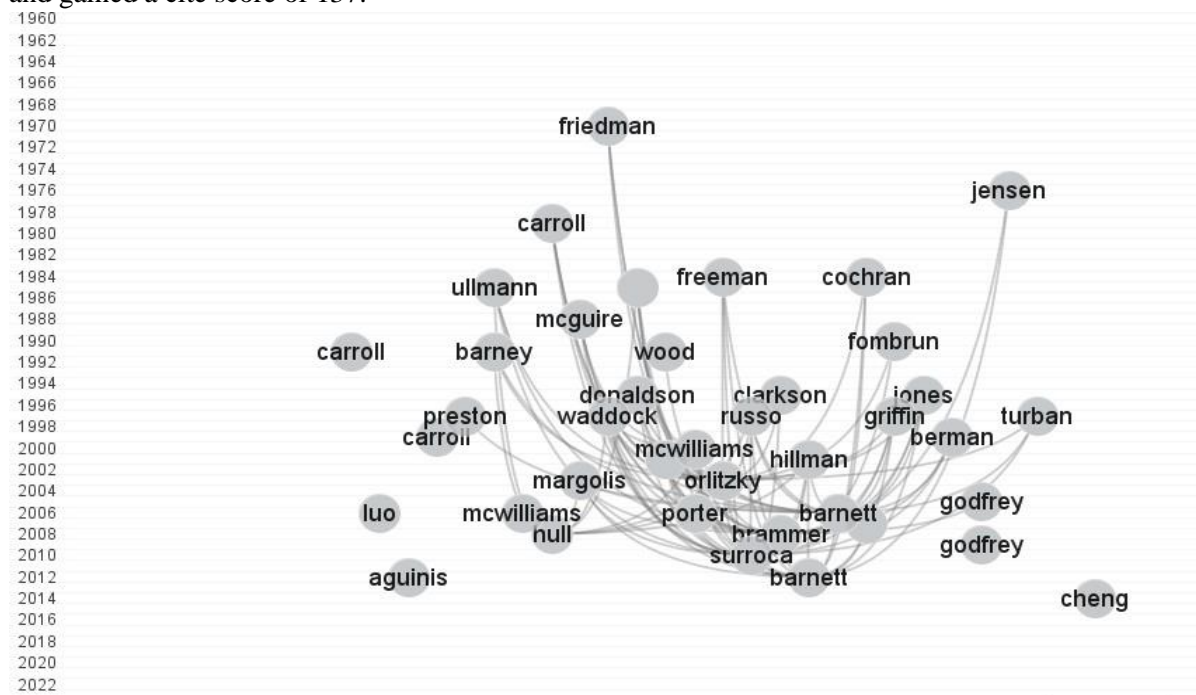 and gained a cite score of 137.
1960
1962
1964
1966
1968
1970
friedman
1972
1974
1976
jensen
1978
carroll
1980
1982
1984
ullmann
freeman
cochran
1986
1988
mcguire
1990
carroll
barney
wood
fombrun
1992
1994
donaldson
clarkson
jones
1996
preston
waddock
russo
griffin
turban
1998
carroll
berman
2000
mcwilliams
hillman
2002
margolis
orlitzky
2004
2006
luo
mcwilliams
porter
barnett
godfrey
2008
hull
brammer
2010
surroca
godfrey
2012
aguinis
barnett
2014
cheng
2016
2018
2020
2022